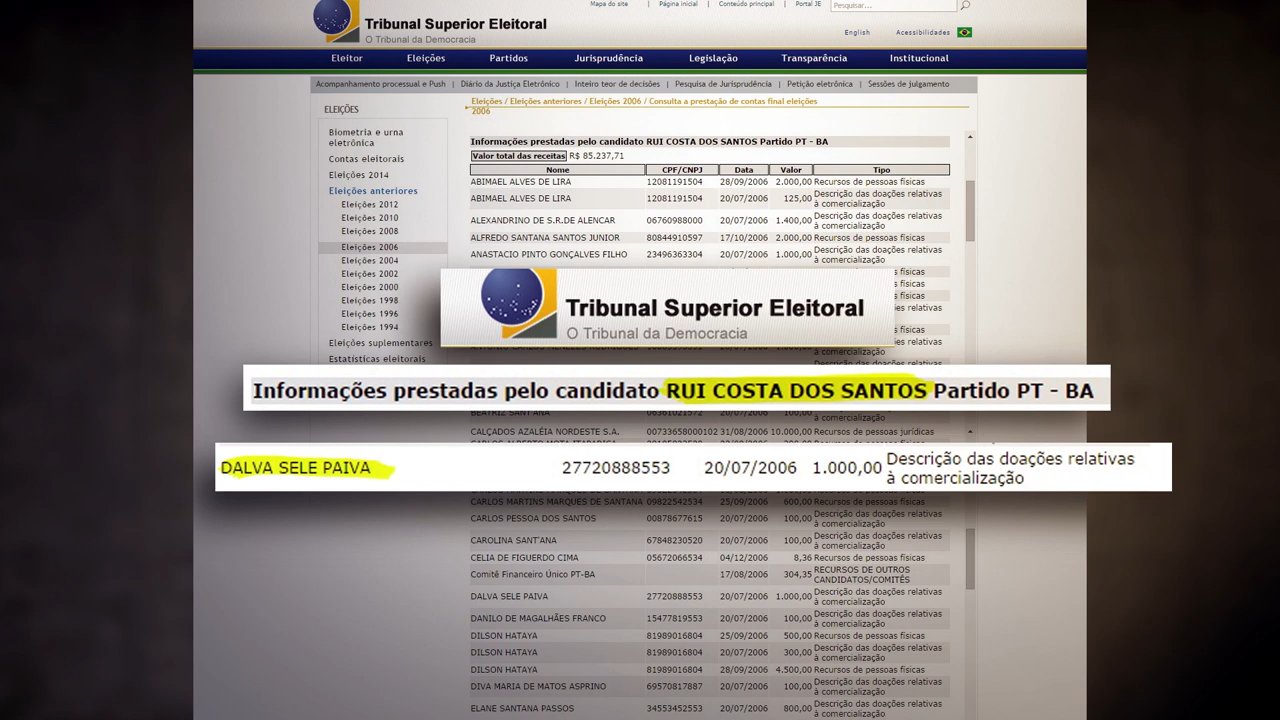 Mapa do site | Página inicial | Conteúdo principal | Portal JE Pesquisar...
Tribunal Superior Eleitoral
O Tribunal da Democracia
English Acessibilidades
Eleitor Eleições Partidos Jurisprudência Legislação Transparência Institucional
Acompanhamento processual e Push | Diário da Justiça Eletrônico | Inteiro teor de decisões | Pesquisa de Jurisprudência | Petição eletrônica | Sessões de julgamento
ELEIÇÕES
Biometria e urna
eletrônica
Contas eleitorais
Eleições 2014
Eleições anteriores
Eleições 2012
Eleições 2010
Eleições 2008
Eleições 2006
Eleições 2004
Eleições 2002
Eleições 2000
Eleições 1998
Eleições 1996
Eleições 1994
Eleições suplementares
Estatísticas eleitorais
Eleições / Eleições anteriores / Eleições 2006 / Consulta a prestação de contas final eleições
2006
Informações prestadas pelo candidato RUI COSTA DOS SANTOS Partido PT - BA
Valor total das receitas R$ 85.237,71
Nome CPF/CNPJ Data Valor Tipo
ABIMAEL ALVES DE LIRA 12081191504 28/09/2006 2.000,00 Recursos de pessoas físicas
ABIMAEL ALVES DE LIRA 12081191504 20/07/2006 125,00 Descrição das doações relativas
à comercialização
ALEXANDRINO DE S.R.DE ALENCAR 06760988000 20/07/2006 1.400,00 Descrição das doações relativas
à comercialização
ALFREDO SANTANA SANTOS JUNIOR 80844910597 17/10/2006 2.000,00 Recursos de pessoas físicas
ANASTACIO PINTO GONÇALVES FILHO 23496363304 20/07/2006 1.000,00 Descrição das doações relativas
à comercialização
Tribunal Superior Eleitoral
O Tribunal da Democracia
Informações prestadas pelo candidato RUI COSTA DOS SANTOS Partido PT - BA
CALÇADOS AZALÉIA NORDESTE S.A. 00733658000102 31/08/2006 10.000,00 Recursos de pessoas jurídicas
DALVA SELE PAIVA 27720888553 20/07/2006 1.000,00 Descrição das doações relativas
à comercialização
CARLOS MARTINS MARQUES DE SANTANA 09822542534 25/09/2006 600,00 Recursos de pessoas físicas
CARLOS PESSOA DOS SANTOS 00878677615 20/07/2006 100,00 Descrição das doações relativas
à comercialização
CAROLINA SANT'ANA 67848230520 20/07/2006 100,00 Descrição das doações relativas
à comercialização
CELIA DE FIGUERDO CIMA 05672066534 04/12/2006 8,36 Recursos de pessoas físicas
Comitê Financeiro Único PT-BA 17/08/2006 304,35 RECURSOS DE OUTROS
CANDIDATOS/COMITÊS
DALVA SELE PAIVA 27720888553 20/07/2006 1.000,00 Descrição das doações relativas
à comercialização
DANILO DE MAGALHÃES FRANCO 15477819553 20/07/2006 100,00 Descrição das doações relativas
à comercialização
DILSON HATAYA 81989016804 25/09/2006 500,00 Recursos de pessoas físicas
DILSON HATAYA 81989016804 20/07/2006 300,00 Descrição das doações relativas
à comercialização
DILSON HATAYA 81989016804 28/09/2006 4.500,00 Recursos de pessoas físicas
DIVA MARIA DE MATOS ASPRINO 69570817887 20/07/2006 100,00 Descrição das doações relativas
à comercialização
ELANE SANTANA PASSOS 34553452553 20/07/2006 800,00 Descrição das doações relativas
à comercialização